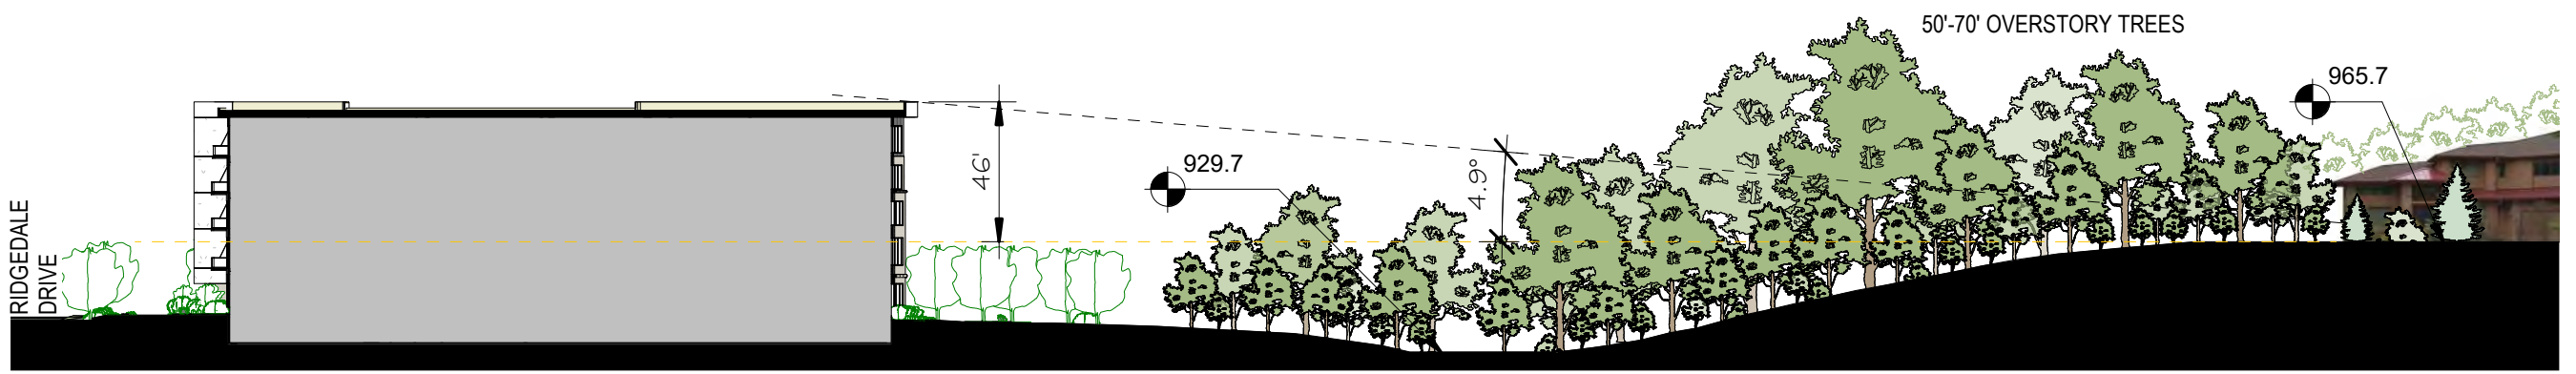 50'-70' OVERSTORY TREES
965.7
929.7
46'
4.9°
RIDGEDALE
DRIVE